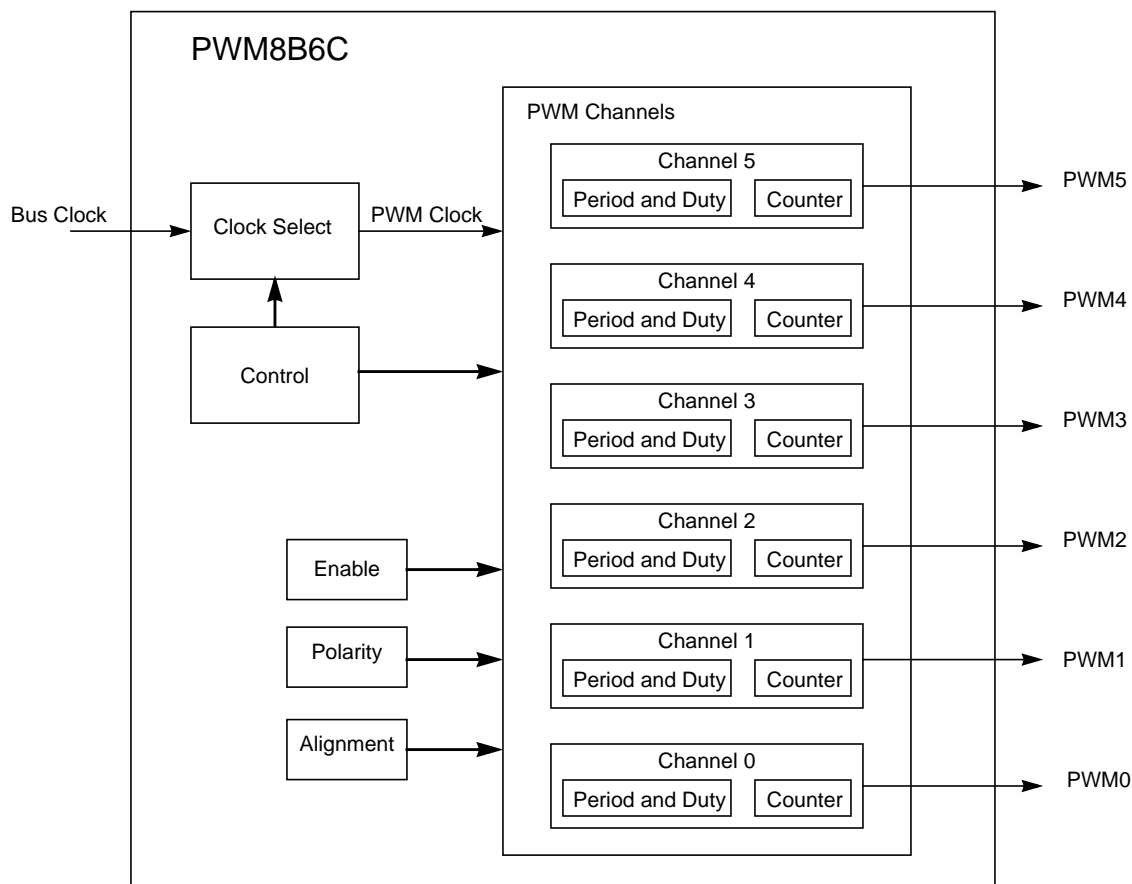 PWM8B6C
PWM Channels
Channel 5
Period and Duty
Counter
PWM5
Bus Clock
Clock Select
PWM Clock
Channel 4
Period and Duty
Counter
PWM4
Control
Channel 3
Period and Duty
Counter
PWM3
Channel 2
Period and Duty
Counter
PWM2
Enable
Channel 1
Period and Duty
Counter
PWM1
Polarity
Alignment
Channel 0
Period and Duty
Counter
PWM0